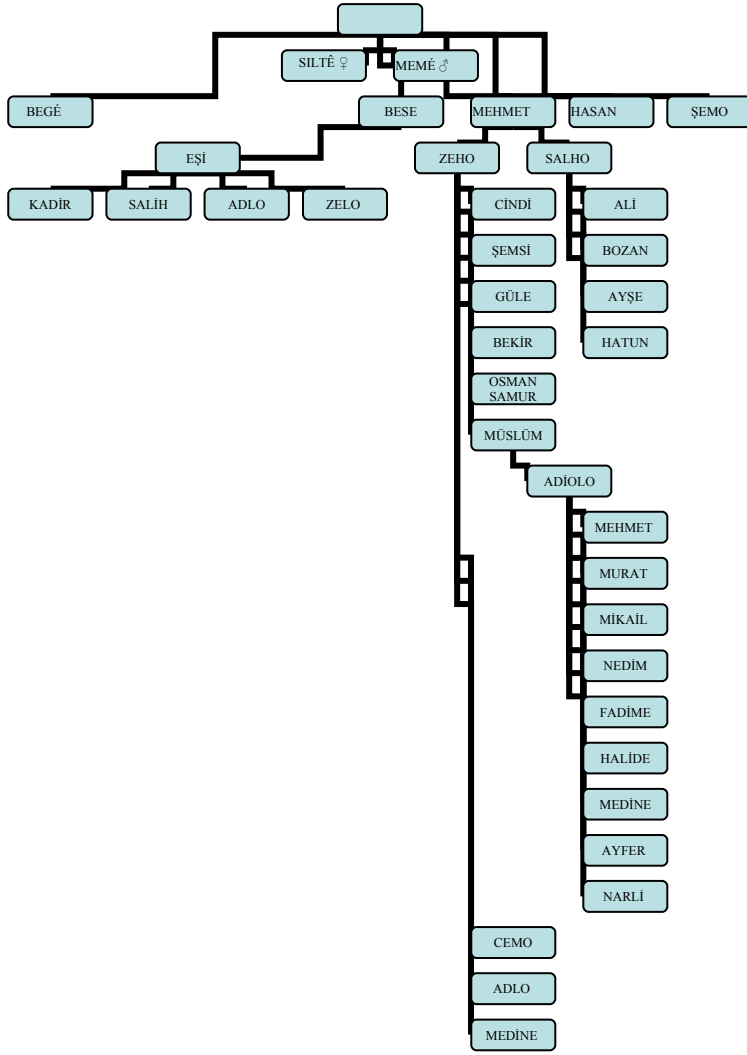 SILTÊ ♀
MEMÉ ♂
BEGÉ
BESE
MEHMET
HASAN
ŞEMO
EŞİ
ZEHO
SALHO
KADİR
SALİH
ADLO
ZELO
CİNDİ
ALİ
ŞEMSİ
BOZAN
GÜLE
AYŞE
BEKİR
HATUN
OSMAN
SAMUR
MÜSLÜM
ADİOLO
MEHMET
MURAT
MİKAİL
NEDİM
FADİME
HALİDE
MEDİNE
AYFER
NARLİ
CEMO
ADLO
MEDİNE